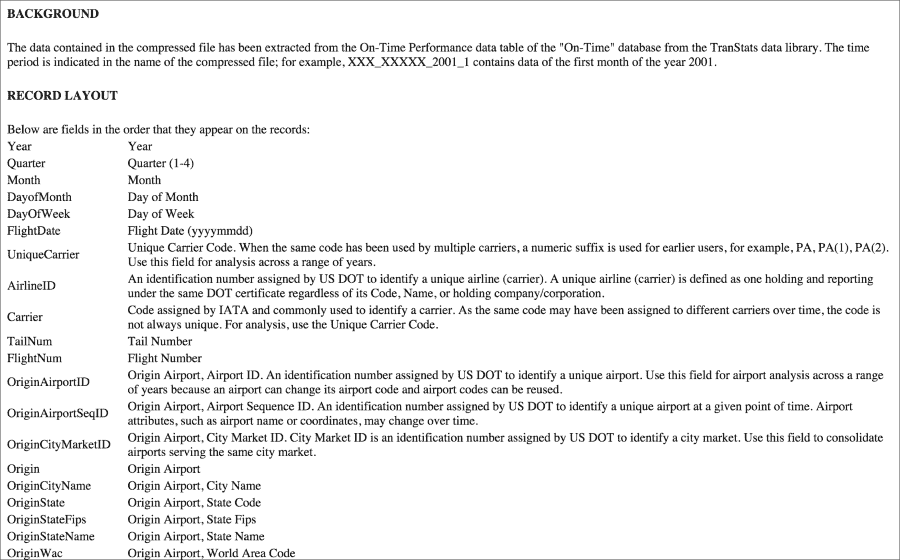 BACKGROUND
The data contained in the compressed file has been extracted from the On-Time Performance data table of the "On-Time" database from the TranStats data library. The time
period is indicated in the name of the compressed file; for example, XXX_XXXXX_2001_1 contains data of the first month of the year 2001.
RECORD LAYOUT
Below are fields in the order that they appear on the records:
Year Year
Quarter Quarter (1-4)
Month Month
DayofMonth Day of Month
DayOfWeek Day of Week
FlightDate Flight Date (yyyymmdd)
UniqueCarrier Unique Carrier Code. When the same code has been used by multiple carriers, a numeric suffix is used for earlier users, for example, PA, PA(1), PA(2).
Use this field for analysis across a range of years.
AirlineID An identification number assigned by US DOT to identify a unique airline (carrier). A unique airline (carrier) is defined as one holding and reporting
under the same DOT certificate regardless of its Code, Name, or holding company/corporation.
Carrier Code assigned by IATA and commonly used to identify a carrier. As the same code may have been assigned to different carriers over time, the code is
not always unique. For analysis, use the Unique Carrier Code.
TailNum Tail Number
FlightNum Flight Number
OriginAirportID Origin Airport, Airport ID. An identification number assigned by US DOT to identify a unique airport. Use this field for airport analysis across a range
of years because an airport can change its airport code and airport codes can be reused.
OriginAirportSeqID Origin Airport, Airport Sequence ID. An identification number assigned by US DOT to identify a unique airport at a given point of time. Airport
attributes, such as airport name or coordinates, may change over time.
OriginCityMarketID Origin Airport, City Market ID. City Market ID is an identification number assigned by US DOT to identify a city market. Use this field to consolidate
airports serving the same city market.
Origin Origin Airport
OriginCityName Origin Airport, City Name
OriginState Origin Airport, State Code
OriginStateFips Origin Airport, State Fips
OriginStateName Origin Airport, State Name
OriginWac Origin Airport, World Area Code